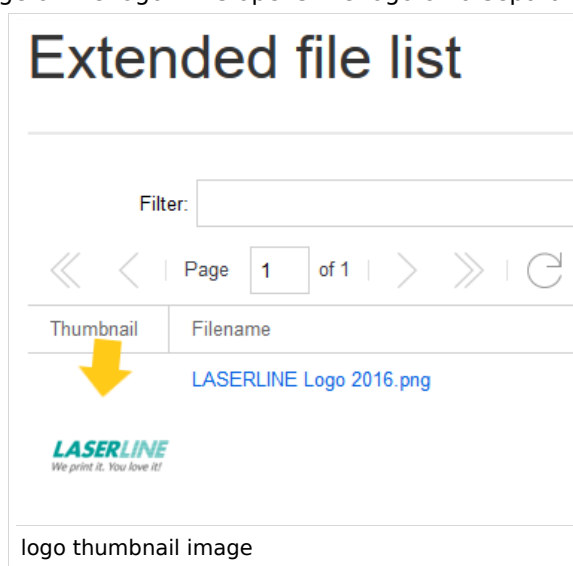 Extended file list
Filter:
Page 1 of 1
Thumbnail Filename
LASERLINE Logo 2016.png
LASERLINE
We print it. You love it!
logo thumbnail image